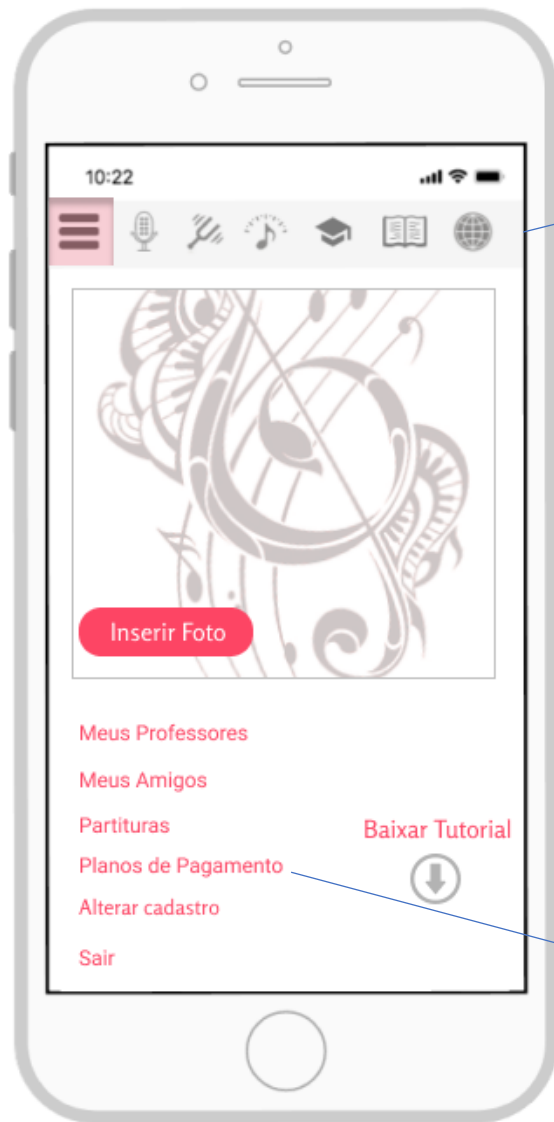 10:22
Inserir Foto
Meus Professores
Meus Amigos
Partituras
Baixar Tutorial
Planos de Pagamento
Alterar cadastro
Sair